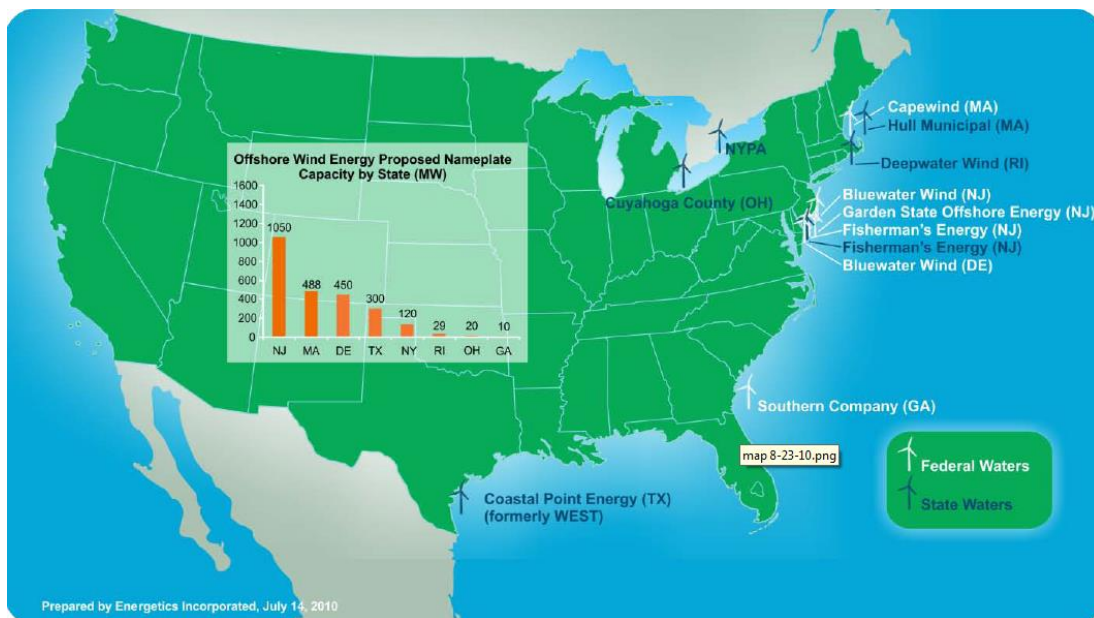 Capewind (MA)
Hull Municipal (MA)
NYPA
Deepwater Wind (RI)
Offshore Wind Energy Proposed Nameplate
Capacity by State (MW)
1600
1400
1200
1000
800
600
400
200
0
1050
488
450
300
120
29
20
10
NJ MA DE TX NY RI OH GA
Cuyahoga County (OH)
Bluewater Wind (NJ)
Garden State Offshore Energy (NJ)
Fisherman's Energy (NJ)
Fisherman's Energy (NJ)
Bluewater Wind (DE)
Southern Company (GA)
map 8-23-10.png
Federal Waters
State Waters
Coastal Point Energy (TX)
(formerly WEST)
Prepared by Energetics Incorporated, July 14, 2010